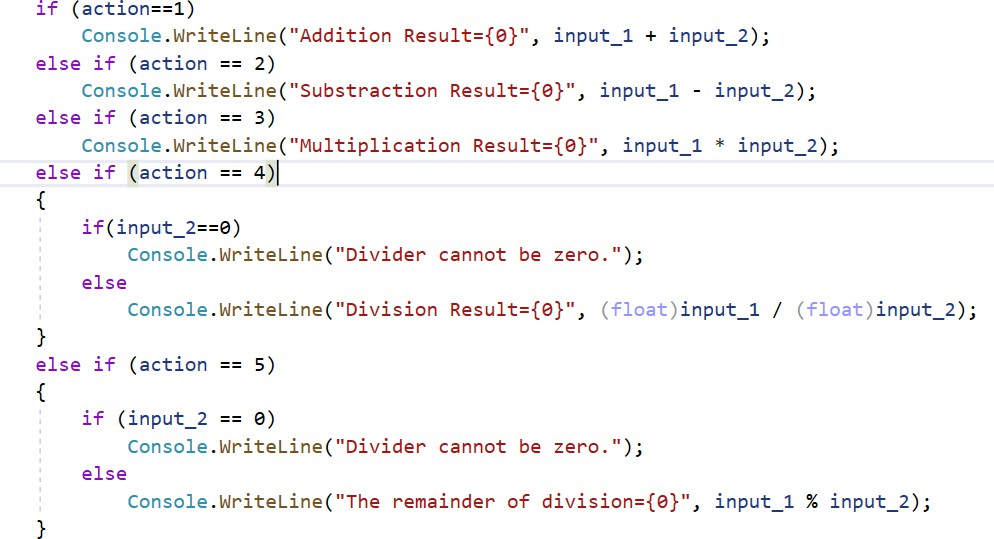 if (action==1)
    Console.WriteLine("Addition Result={0}", input_1 + input_2);
else if (action == 2)
    Console.WriteLine("Substraction Result={0}", input_1 - input_2);
else if (action == 3)
    Console.WriteLine("Multiplication Result={0}", input_1 * input_2);
else if (action == 4)
{
    if(input_2==0)
        Console.WriteLine("Divider cannot be zero.");
    else
        Console.WriteLine("Division Result={0}", (float)input_1 / (float)input_2);
}
else if (action == 5)
{
    if (input_2 == 0)
        Console.WriteLine("Divider cannot be zero.");
    else
        Console.WriteLine("The remainder of division={0}", input_1 % input_2);
}